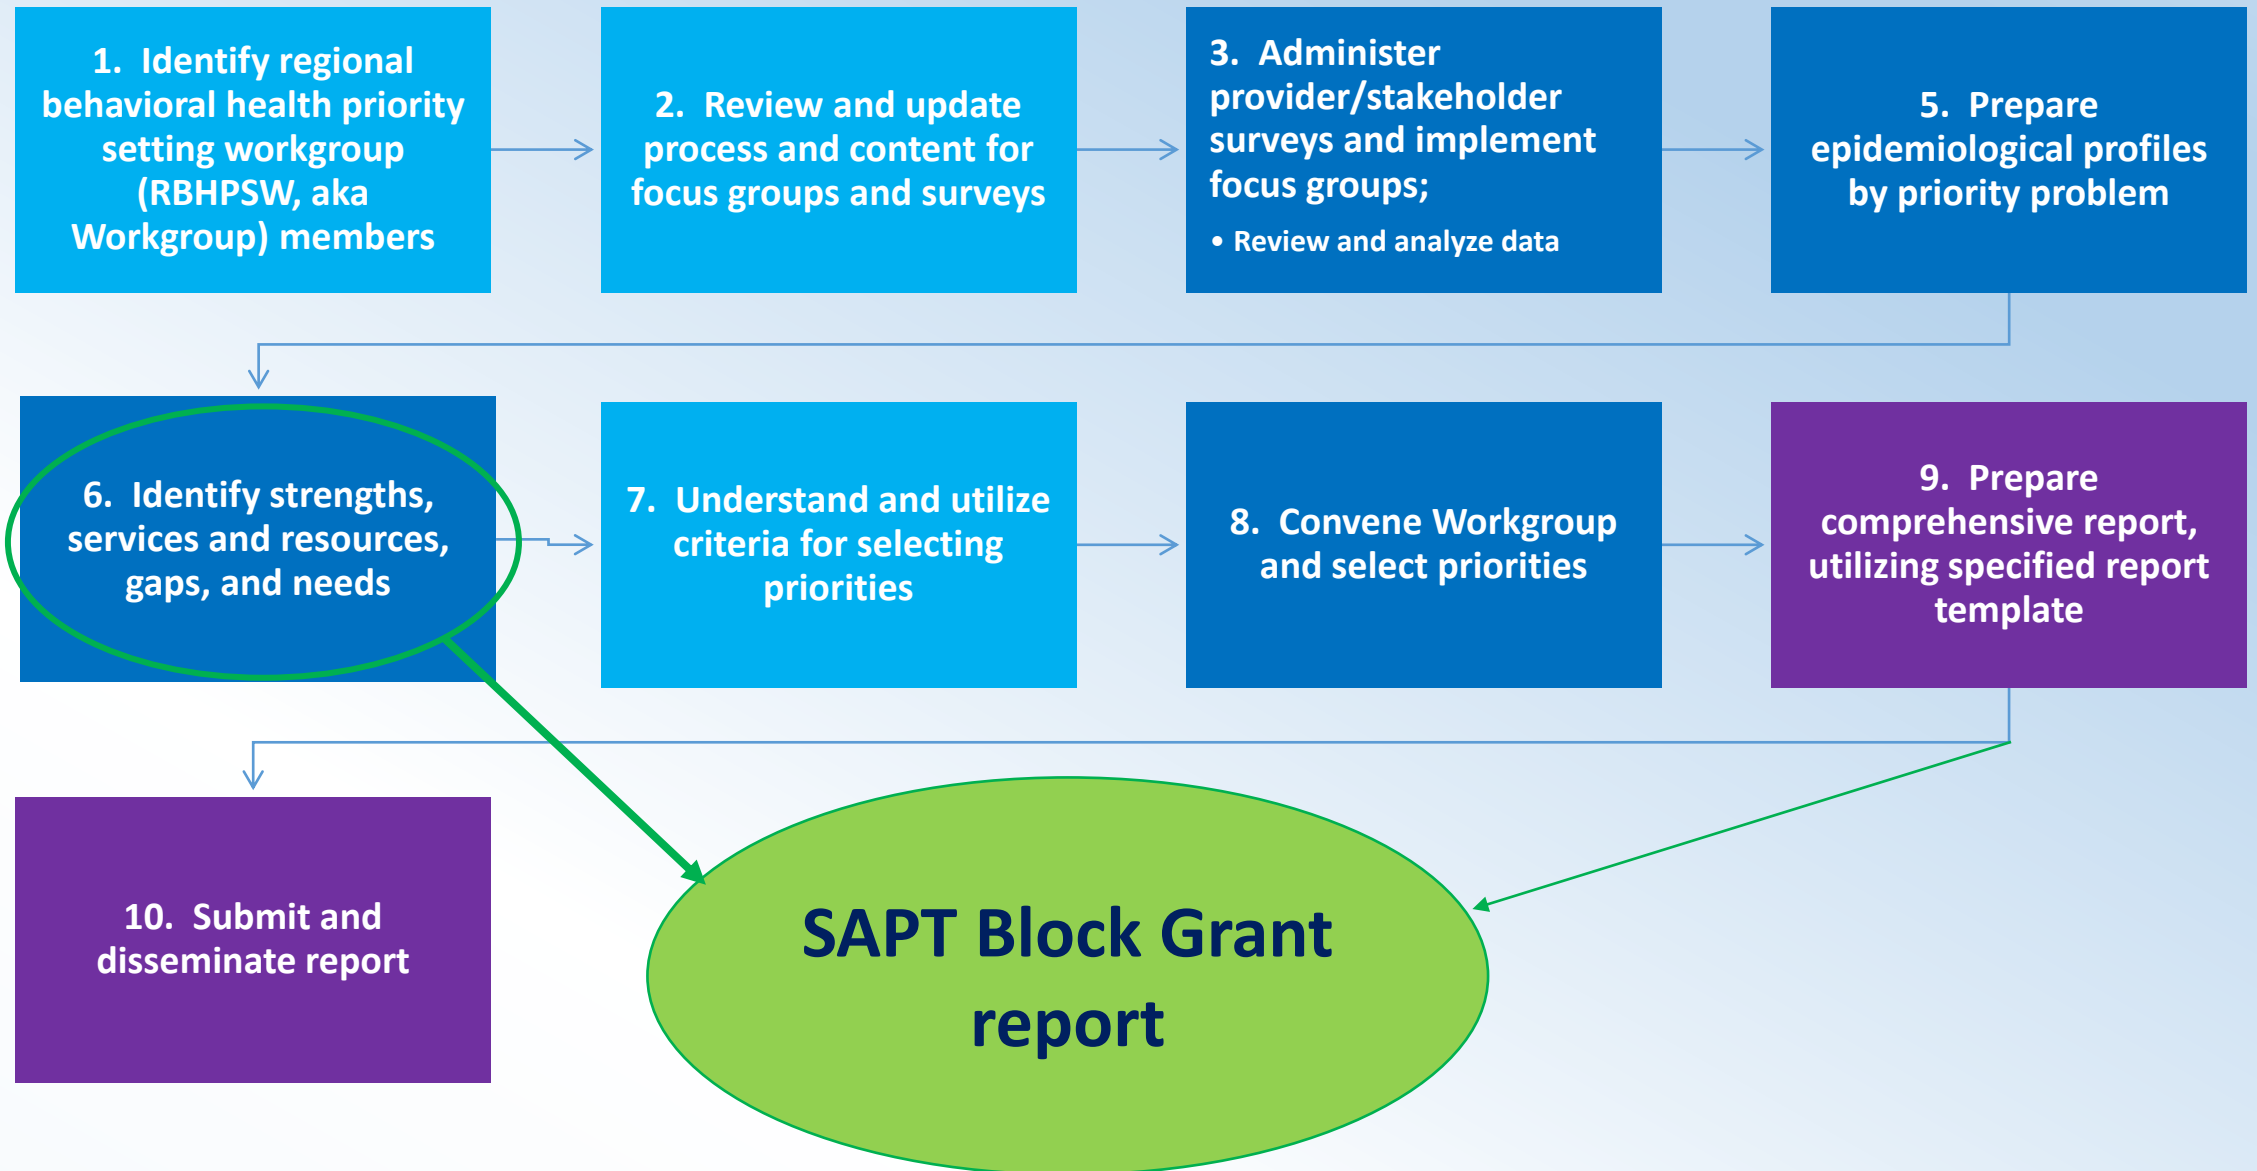 1. Identify regional
behavioral health priority
setting workgroup
(RBHPSW, aka
Workgroup) members
2. Review and update
process and content for
focus groups and surveys
3. Administer
provider/stakeholder
surveys and implement
focus groups;
• Review and analyze data
5. Prepare
epidemiological profiles
by priority problem
6. Identify strengths,
services and resources,
gaps, and needs
7. Understand and utilize
criteria for selecting
priorities
8. Convene Workgroup
and select priorities
9. Prepare
comprehensive report,
utilizing specified report
template
10. Submit and
disseminate report
SAPT Block Grant
report